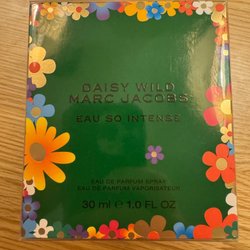 DAISY WILD
MARC JACOBS
EAU SO INTENSE
EAU DE PARFUM SPRAY
EAU DE PARFUM VAPORISATEUR
30 ml ℮ 1.0 FL OZ